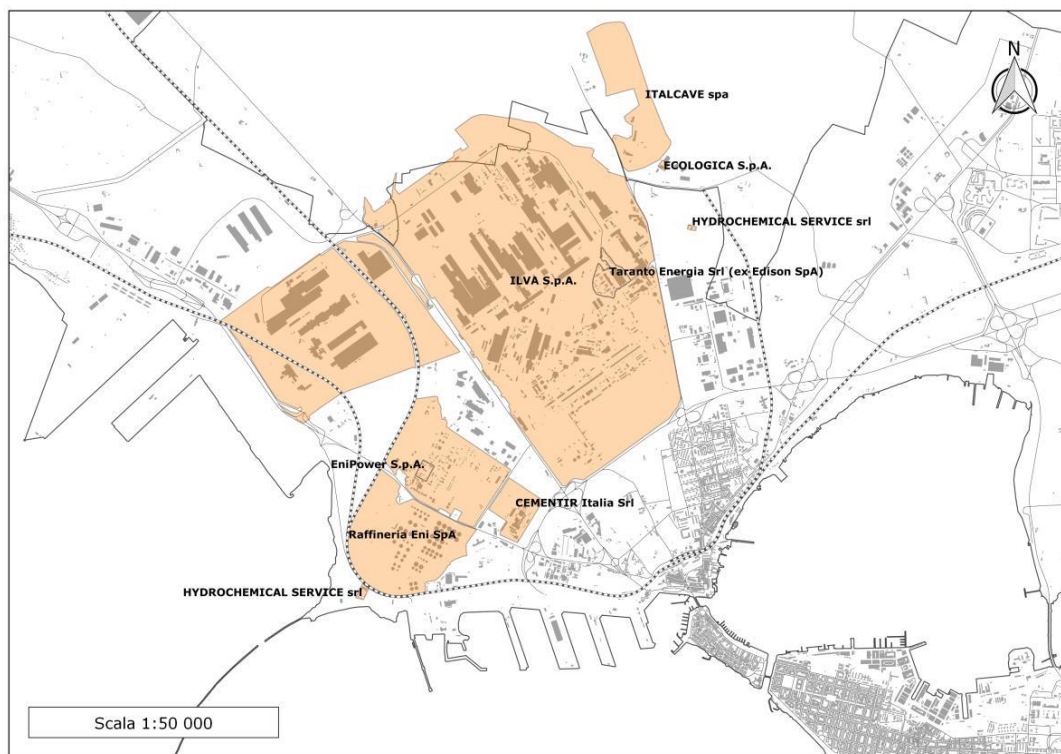 N
ITALCAVE spa
ECOLOGICA S.p.A.
HYDROCHEMICAL SERVICE srl
Taranto Energia Srl (ex Edison SpA)
ILVA S.p.A.
EniPower S.p.A.
CEMENTIR Italia Srl
Raffineria Eni SpA
HYDROCHEMICAL SERVICE srl
Scala 1:50 000